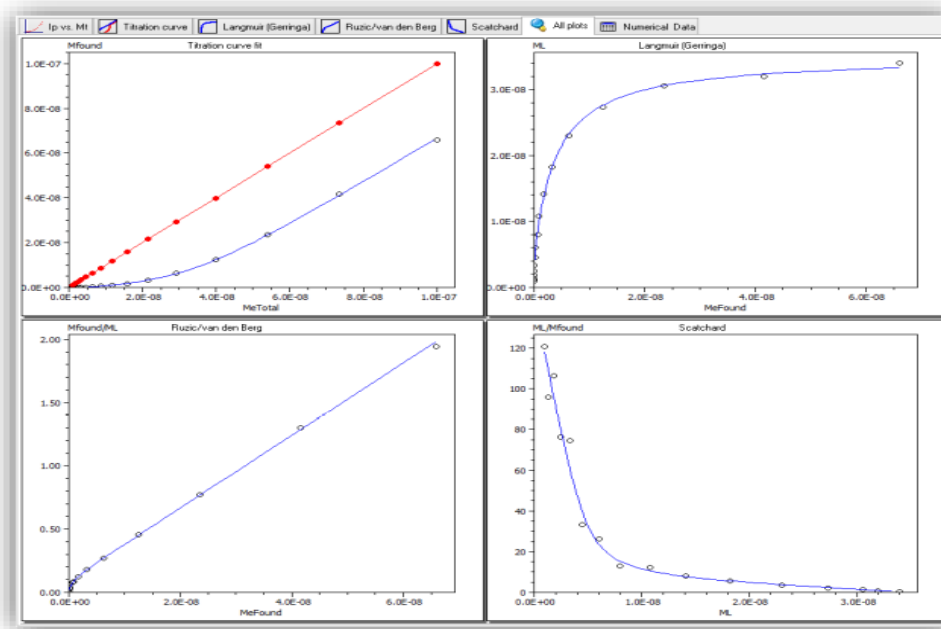 Ip vs. Mt Titration curve Langmuir (Gerringa) Ruzic/van den Berg Scatchard All plots Numerical Data
Mfound Titration curve fit
1.0E-07
8.0E-08
6.0E-08
4.0E-08
2.0E-08
0.0E+00
0.0E+00 2.0E-08 4.0E-08 6.0E-08 8.0E-08 1.0E-07
MeTotal
ML Langmuir (Gerringa)
3.0E-08
2.0E-08
1.0E-08
0.0E+00
0.0E+00 2.0E-08 4.0E-08 6.0E-08
MeFound
Mfound/ML Ruzic/van den Berg
2.00
1.50
1.00
0.50
0.00
0.0E+00 2.0E-08 4.0E-08 6.0E-08
MeFound
ML/Mfound Scatchard
120
100
80
60
40
20
0
0.0E+00 1.0E-08 2.0E-08 3.0E-08
ML